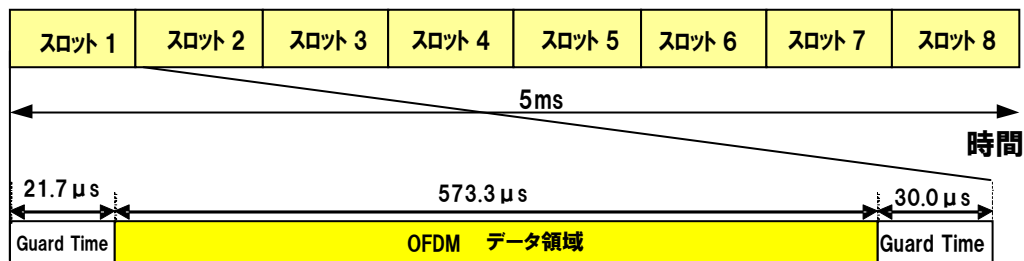 スロット 1 スロット 2 スロット 3 スロット 4 スロット 5 スロット 6 スロット 7 スロット 8
5ms
時間
21.7μs 573.3μs 30.0μs
Guard Time OFDM データ領域 Guard Time